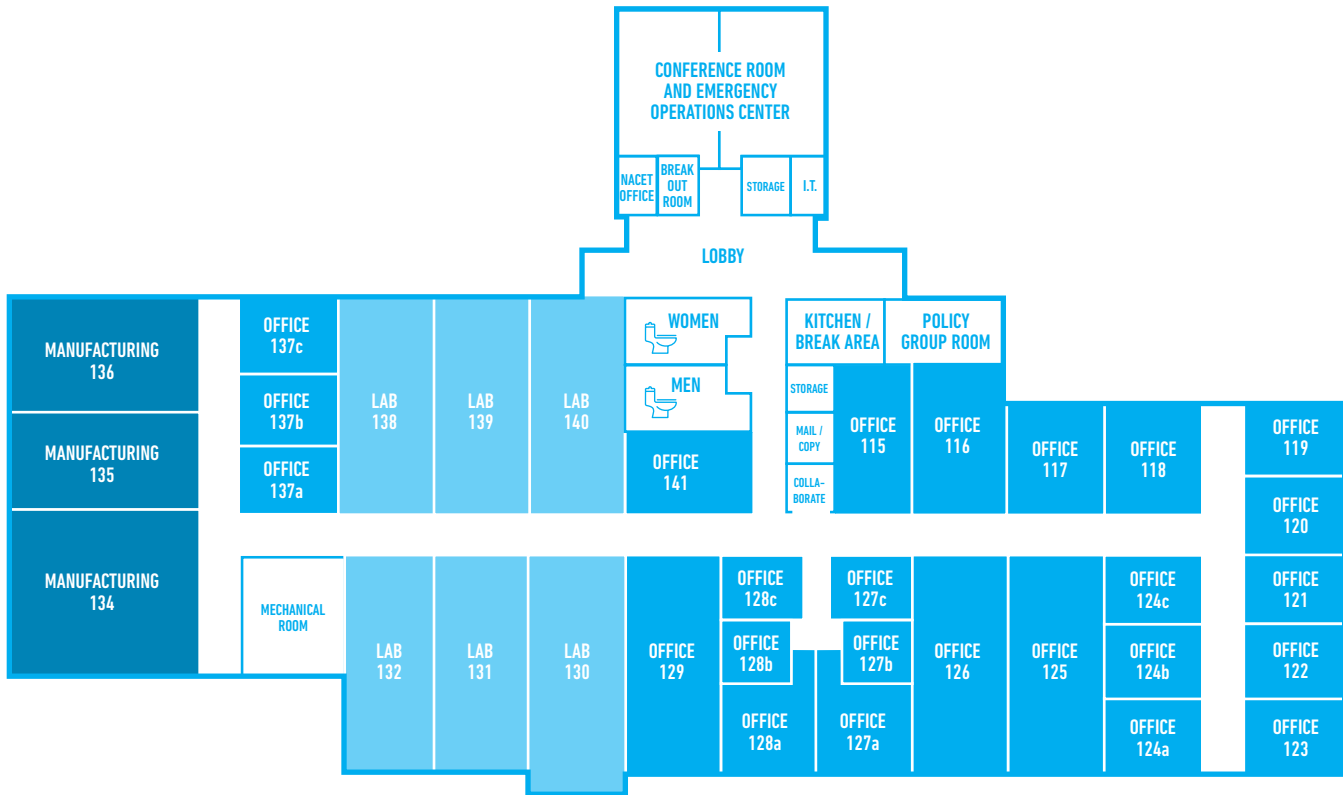 CONFERENCE ROOM
AND EMERGENCY
OPERATIONS CENTER
NACET
OFFICE
BREAK
OUT
ROOM
STORAGE
I.T.
LOBBY
MANUFACTURING
136
MANUFACTURING
135
MANUFACTURING
134
OFFICE
137c
OFFICE
137b
OFFICE
137a
LAB
138
LAB
139
LAB
140
WOMEN
MEN
OFFICE
141
KITCHEN /
BREAK AREA
POLICY
GROUP ROOM
STORAGE
MAIL /
COPY
COLLA-
BORATE
OFFICE
115
OFFICE
116
OFFICE
117
OFFICE
118
OFFICE
119
OFFICE
120
OFFICE
121
OFFICE
122
OFFICE
123
MECHANICAL
ROOM
LAB
132
LAB
131
LAB
130
OFFICE
129
OFFICE
128c
OFFICE
128b
OFFICE
128a
OFFICE
127c
OFFICE
127b
OFFICE
127a
OFFICE
126
OFFICE
125
OFFICE
124c
OFFICE
124b
OFFICE
124a